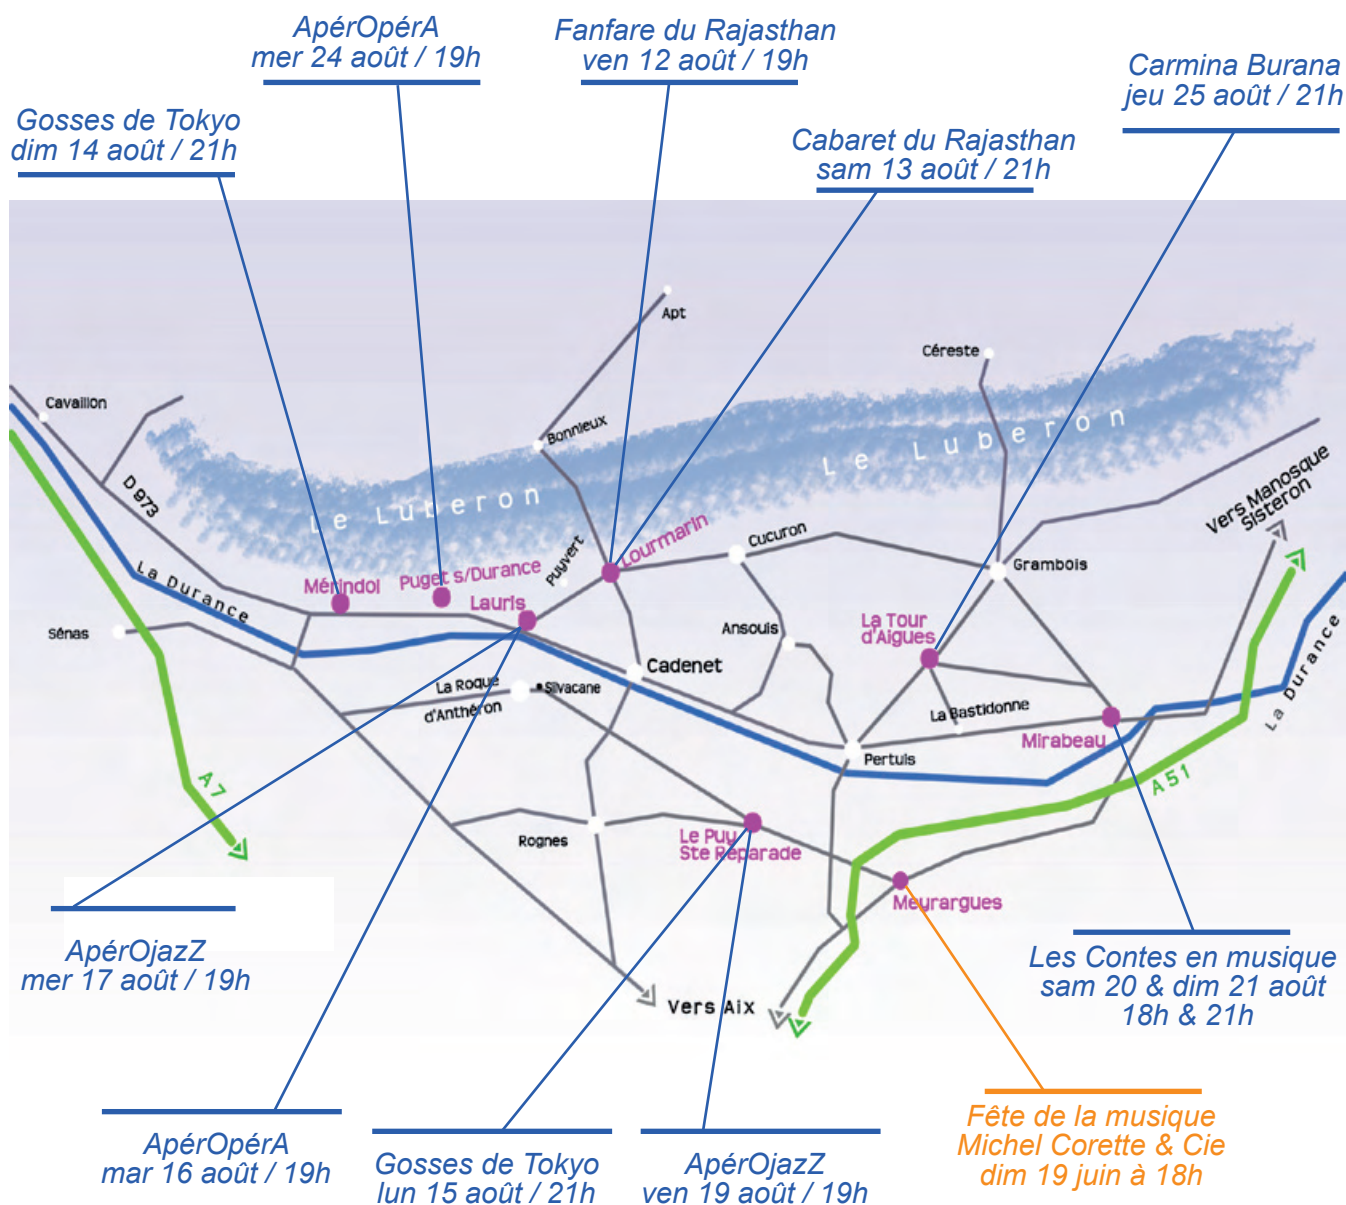 ApérOpérA
mer 24 août / 19h
Fanfare du Rajasthan
ven 12 août / 19h
Carmina Burana
jeu 25 août / 21h
Gosses de Tokyo
dim 14 août / 21h
Cabaret du Rajasthan
sam 13 août / 21h
Apt
Céreste
Cavaillon
Bonnieux
Le Luberon
Le Luberon
D 973
Vers Manosque
Sisteron
Lourmarin
Cucuron
Puyvert
Grambois
La Durance
Mérindol
Puget s/Durance
Lauris
Sénas
Ansouis
La Tour
d'Aigues
Cadenet
La Roque
d'Anthéron
Silvacane
La Bastidonne
La Durance
Mirabeau
Pertuis
A 7
A 51
Rognes
Le Puy
Ste Réparade
Meyrargues
ApérOjazZ
mer 17 août / 19h
Les Contes en musique
sam 20 & dim 21 août
18h & 21h
Vers Aix
ApérOpérA
mar 16 août / 19h
Gosses de Tokyo
lun 15 août / 21h
ApérOjazZ
ven 19 août / 19h
Fête de la musique
Michel Corette & Cie
dim 19 juin à 18h